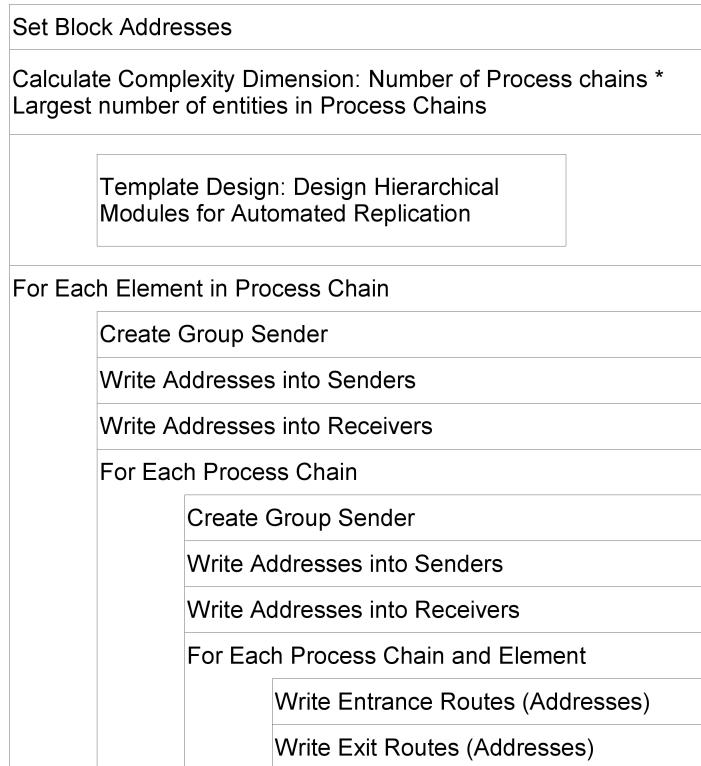 Set Block Addresses
Calculate Complexity Dimension: Number of Process chains *
Largest number of entities in Process Chains
Template Design: Design Hierarchical
Modules for Automated Replication
For Each Element in Process Chain
Create Group Sender
Write Addresses into Senders
Write Addresses into Receivers
For Each Process Chain
Create Group Sender
Write Addresses into Senders
Write Addresses into Receivers
For Each Process Chain and Element
Write Entrance Routes (Addresses)
Write Exit Routes (Addresses)